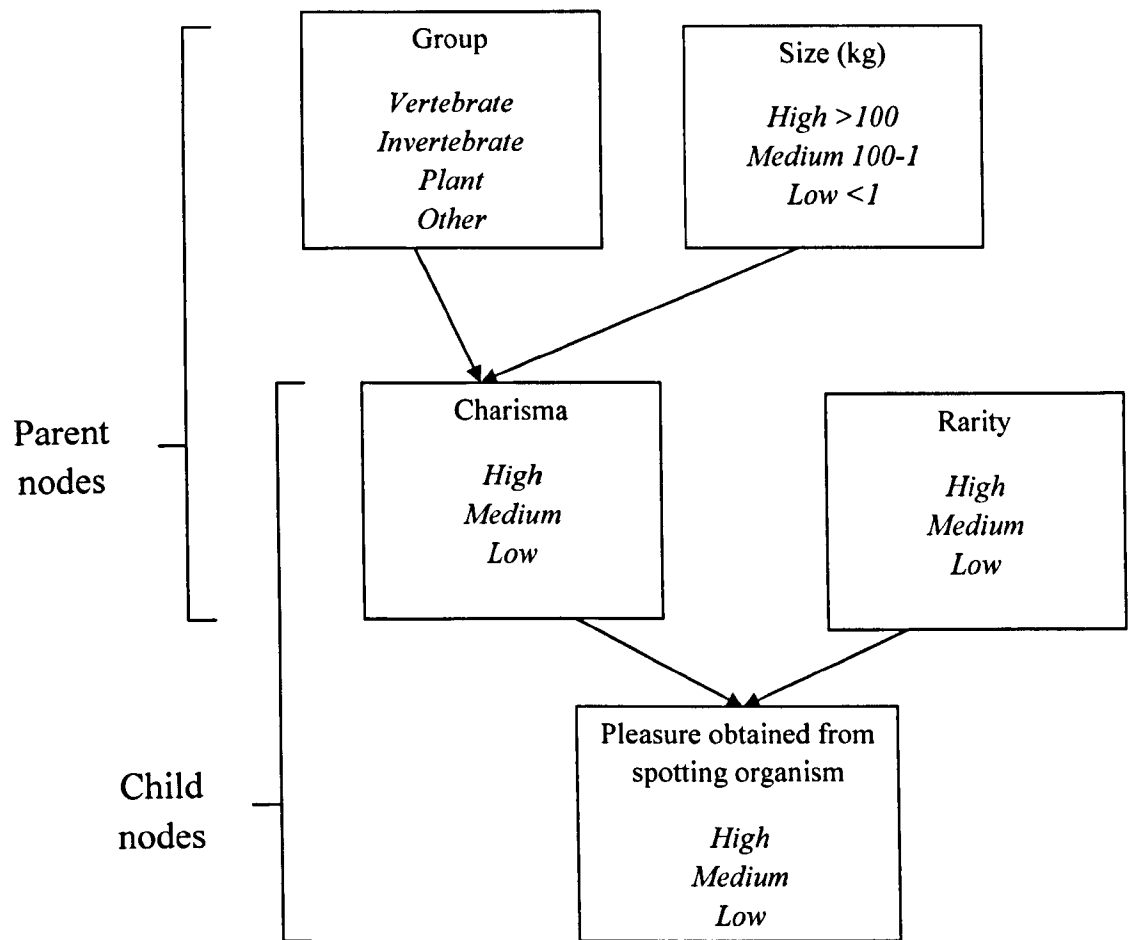 Group
Vertebrate
Invertebrate
Plant
Other
Size (kg)
High >100
Medium 100-1
Low <1
Parent
nodes
Charisma
High
Medium
Low
Rarity
High
Medium
Low
Child
nodes
Pleasure obtained from
spotting organism
High
Medium
Low